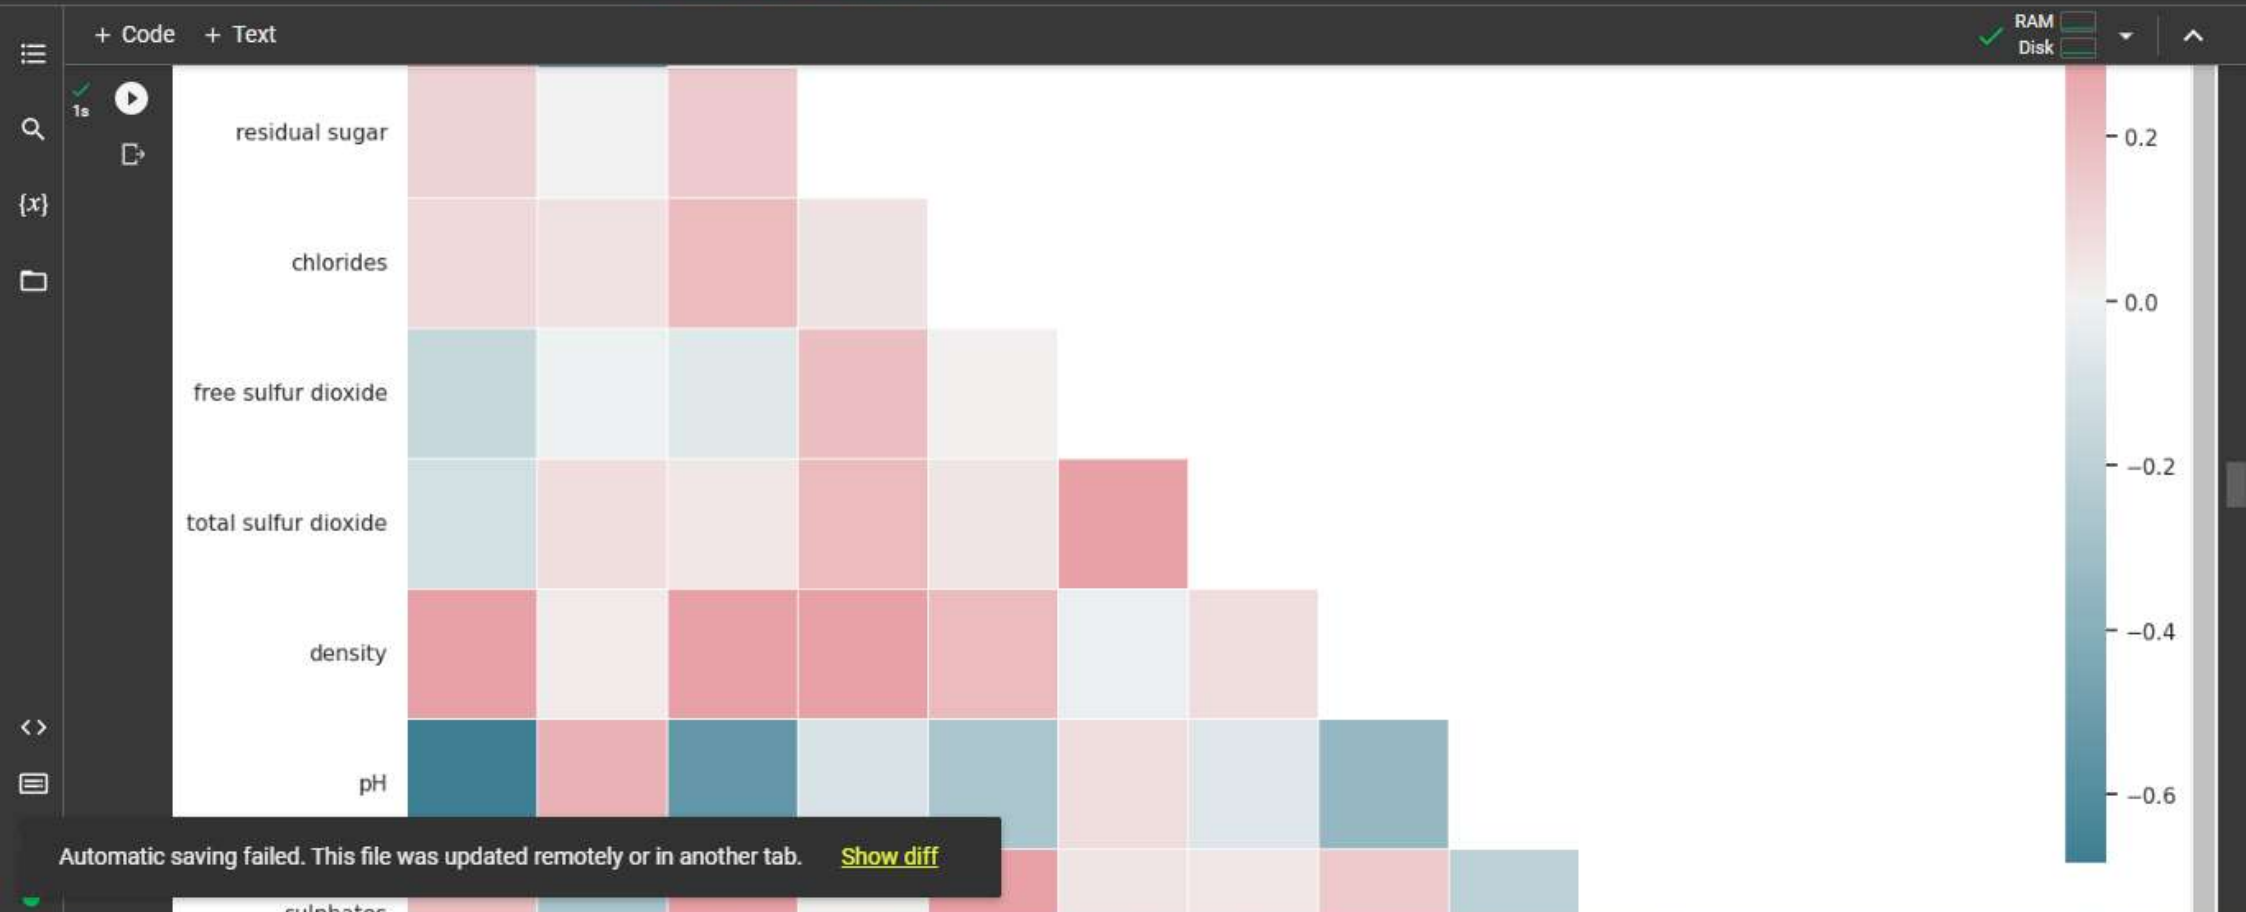 + Code + Text
RAM
Disk
1s
{x}
residual sugar
chlorides
free sulfur dioxide
total sulfur dioxide
density
pH
sulphates
0.2
0.0
−0.2
−0.4
−0.6
Automatic saving failed. This file was updated remotely or in another tab. Show diff